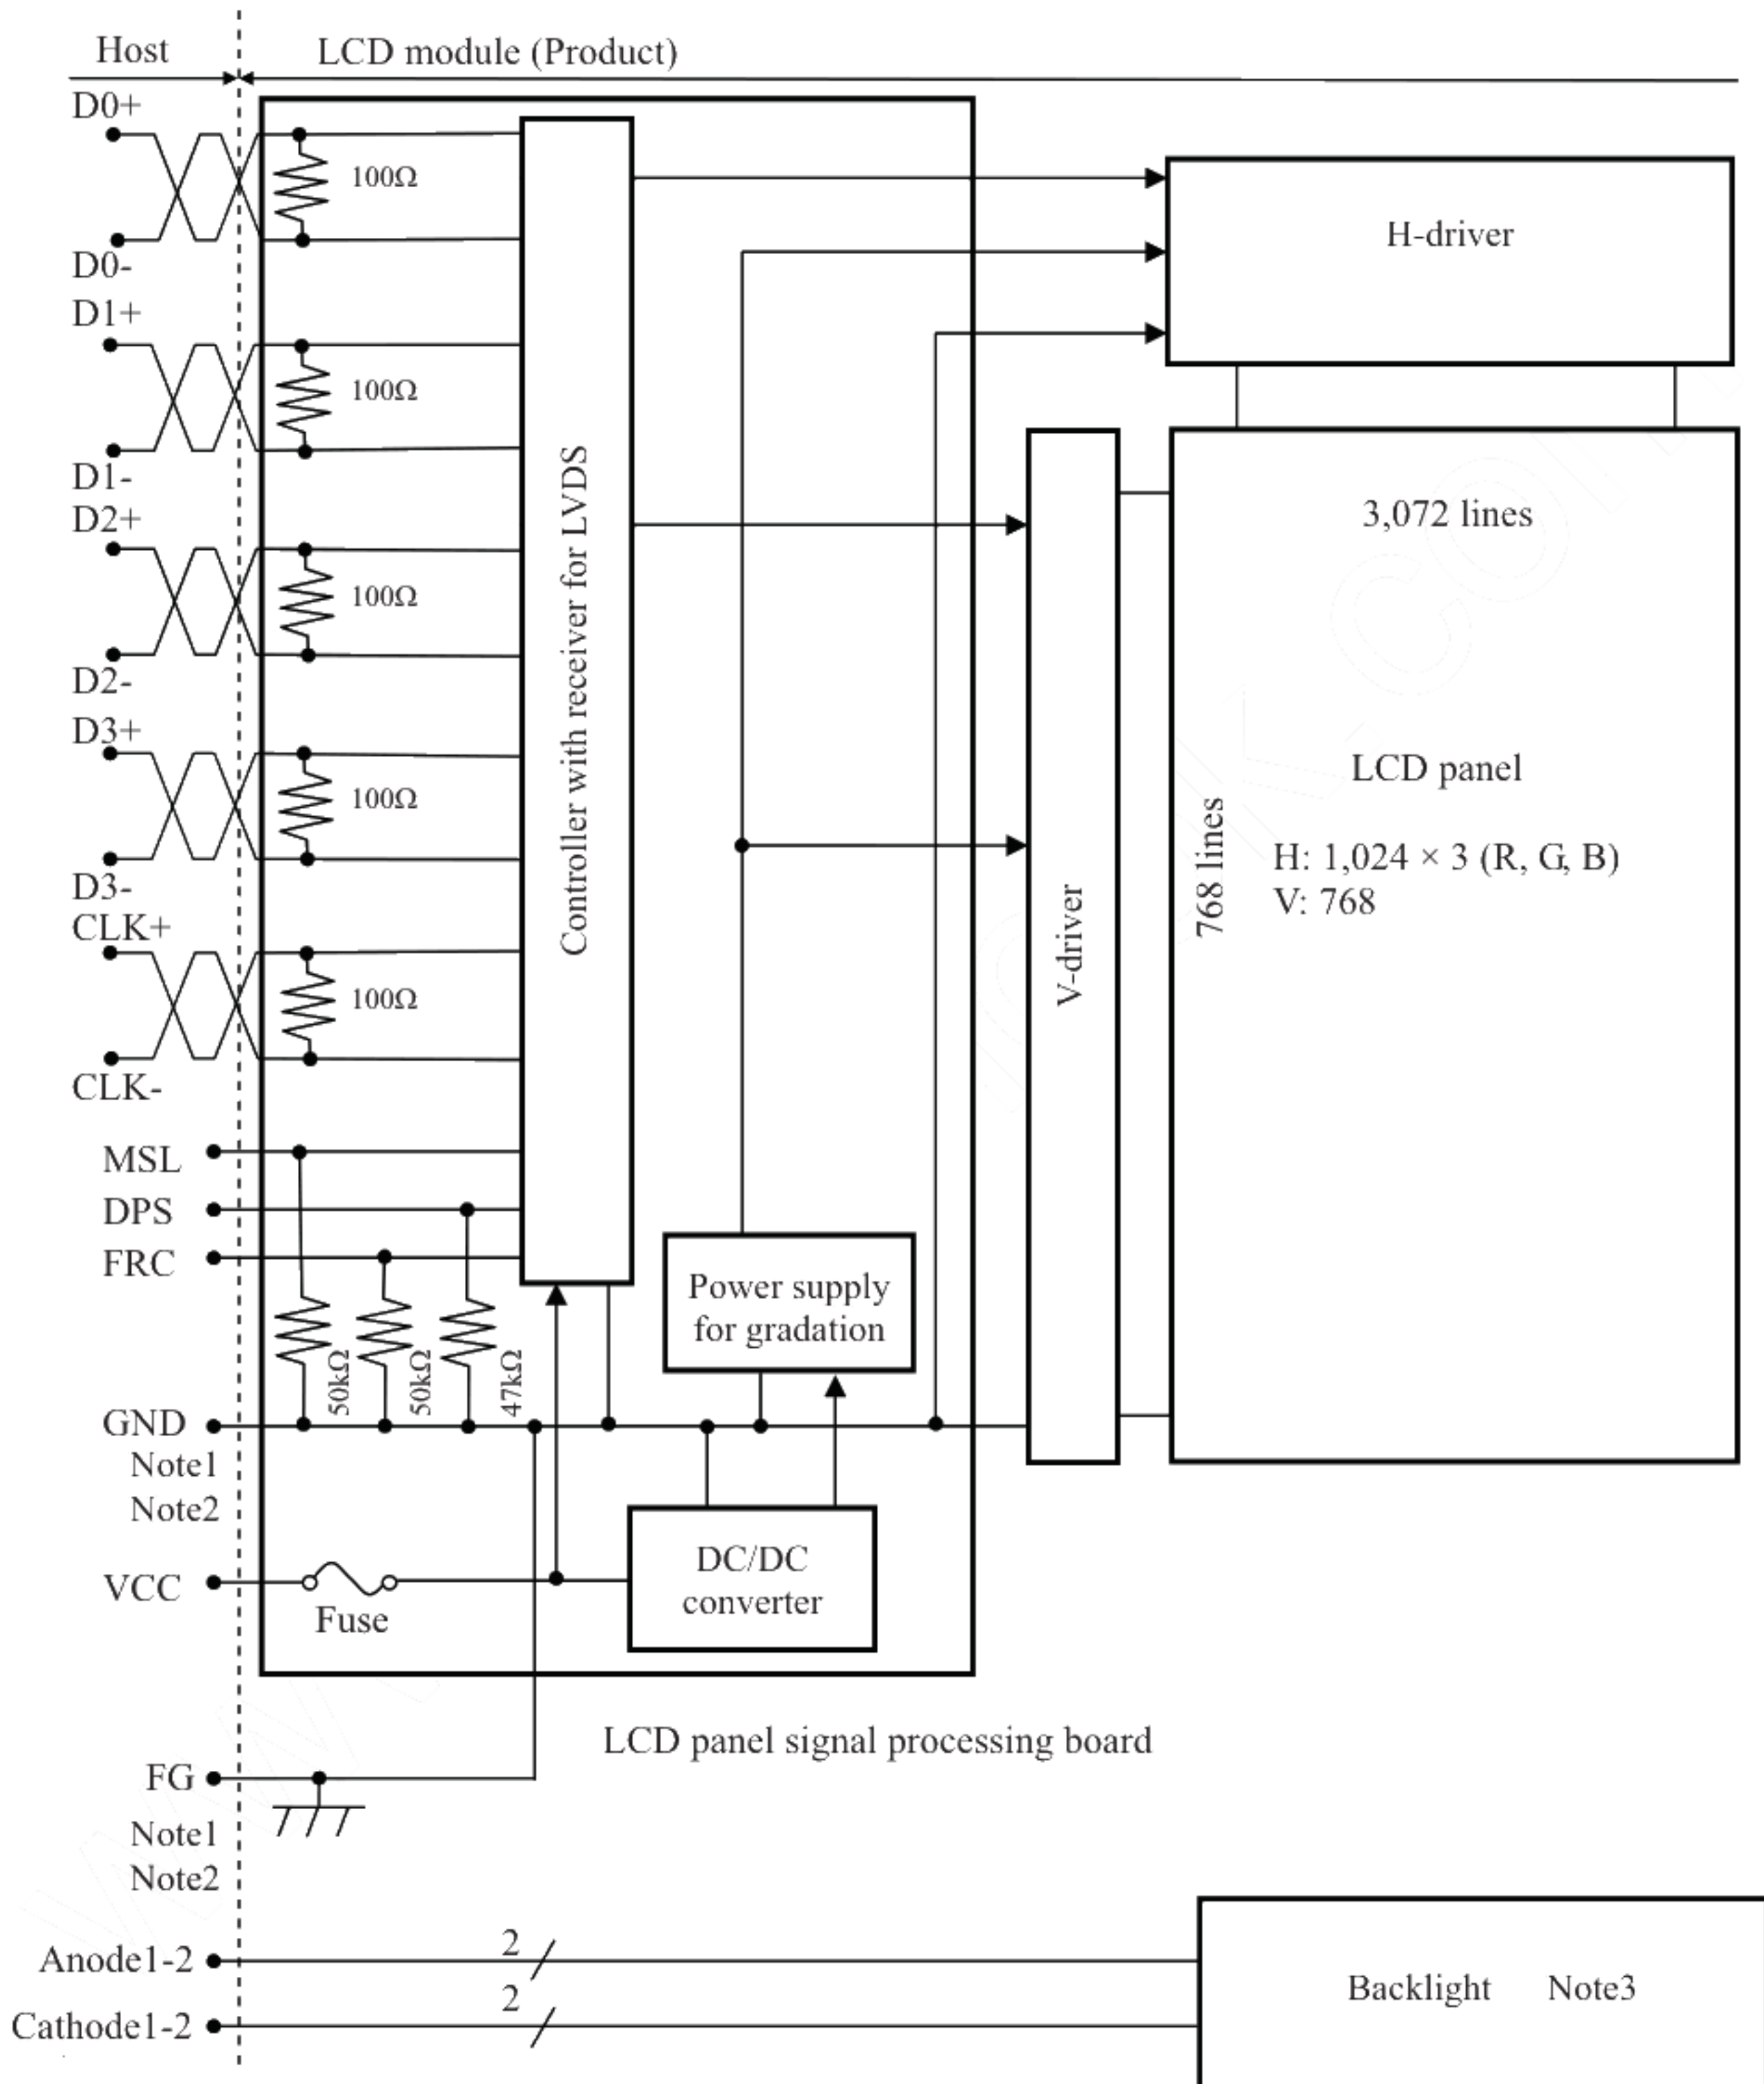 Host
LCD module (Product)
D0+
100Ω
D0-
D1+
100Ω
D1-
D2+
100Ω
D2-
D3+
100Ω
D3-
CLK+
100Ω
CLK-
MSL
DPS
FRC
50kΩ
50kΩ
47kΩ
GND
Note1
Note2
VCC
Fuse
Controller with receiver for LVDS
Power supply
for gradation
DC/DC
converter
H-driver
V-driver
3,072 lines
768 lines
LCD panel
H: 1,024 × 3 (R, G, B)
V: 768
LCD panel signal processing board
FG
Note1
Note2
Anode1-2
2
Cathode1-2
2
Backlight Note3